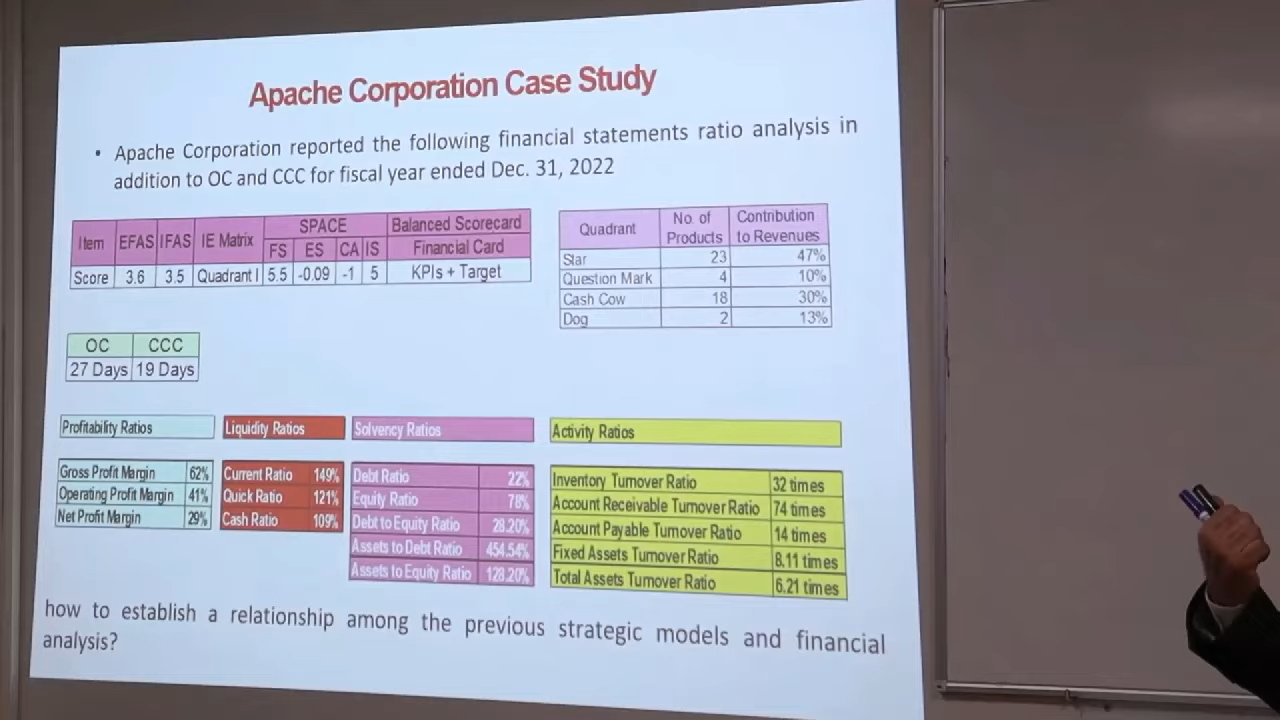 Apache Corporation Case Study
• Apache Corporation reported the following financial statements ratio analysis in
addition to OC and CCC for fiscal year ended Dec. 31, 2022
Item EFAS IFAS IE Matrix SPACE Balanced Scorecard
FS ES CA IS Financial Card
Score 3.6 3.5 Quadrant I 5.5 -0.09 -1 5 KPIs + Target
Quadrant No. of Products Contribution to Revenues
Star 23 47%
Question Mark 4 10%
Cash Cow 18 30%
Dog 2 13%
OC CCC
27 Days 19 Days
Profitability Ratios
Gross Profit Margin 62%
Operating Profit Margin 41%
Net Profit Margin 29%
Liquidity Ratios
Current Ratio 149%
Quick Ratio 121%
Cash Ratio 109%
Solvency Ratios
Debt Ratio 22%
Equity Ratio 78%
Debt to Equity Ratio 28.20%
Assets to Debt Ratio 454.54%
Assets to Equity Ratio 128.20%
Activity Ratios
Inventory Turnover Ratio 32 times
Account Receivable Turnover Ratio 74 times
Account Payable Turnover Ratio 14 times
Fixed Assets Turnover Ratio 8.11 times
Total Assets Turnover Ratio 6.21 times
how to establish a relationship among the previous strategic models and financial
analysis?